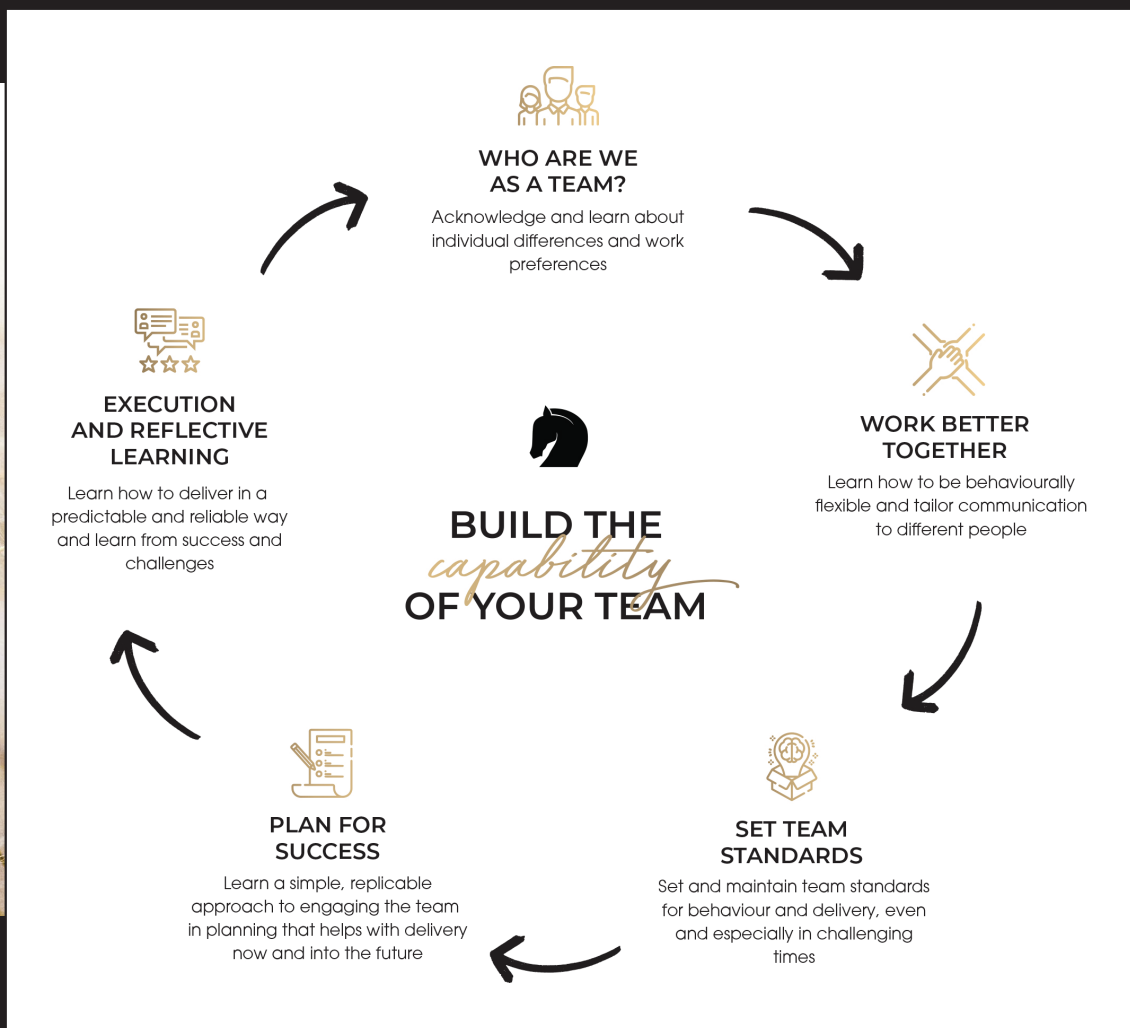 WHO ARE WE
AS A TEAM?
Acknowledge and learn about
individual differences and work
preferences
WORK BETTER
TOGETHER
Learn how to be behaviourally
flexible and tailor communication
to different people
SET TEAM
STANDARDS
Set and maintain team standards
for behaviour and delivery, even
and especially in challenging
times
PLAN FOR
SUCCESS
Learn a simple, replicable
approach to engaging the team
in planning that helps with delivery
now and into the future
EXECUTION
AND REFLECTIVE
LEARNING
Learn how to deliver in a
predictable and reliable way
and learn from success and
challenges
BUILD THE
capability
OF YOUR TEAM